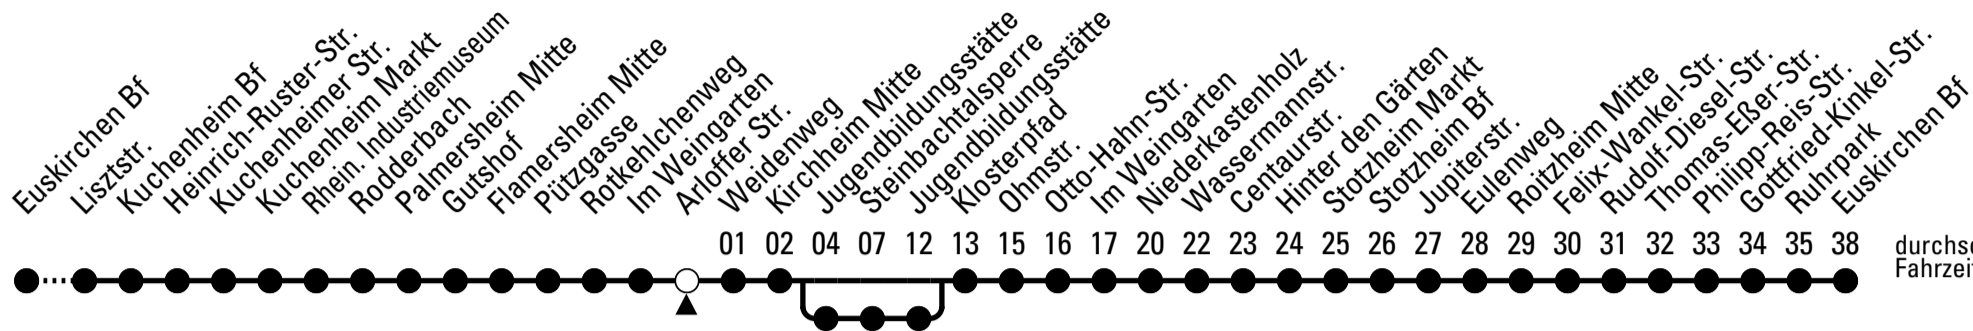 Euskirchen Bf
Lisztstr.
Kuchenheim Bf
Heinrich-Ruster-Str.
Kuchenheimer Str.
Kuchenheim Markt
Rhein. Industriemuseum
Rodderbach
Palmersheim Mitte
Gutshof
Flamersheim Mitte
Pützgasse
Rotkehlchenweg
Im Weingarten
Arloffer Str.
Weidenweg
Kirchheim Mitte
Jugendbildungsstätte
Steinbachtalsperre
Jugendbildungsstätte
Klosterpfad
Ohmstr.
Otto-Hahn-Str.
Im Weingarten
Niederkastenholz
Wassermannstr.
Centaurstr.
Hinter den Gärten
Stotzheim Markt
Stotzheim Bf
Jupiterstr.
Eulenweg
Roitzheim Mitte
Felix-Wankel-Str.
Rudolf-Diesel-Str.
Thomas-Eßer-Str.
Philipp-Reis-Str.
Gottfried-Kinkel-Str.
Ruhrpark
Euskirchen Bf
01 02 04 07 12 13 15 16 17 20 22 23 24 25 26 27 28 29 30 31 32 33 34 35 38
durchsc
Fahrzeit